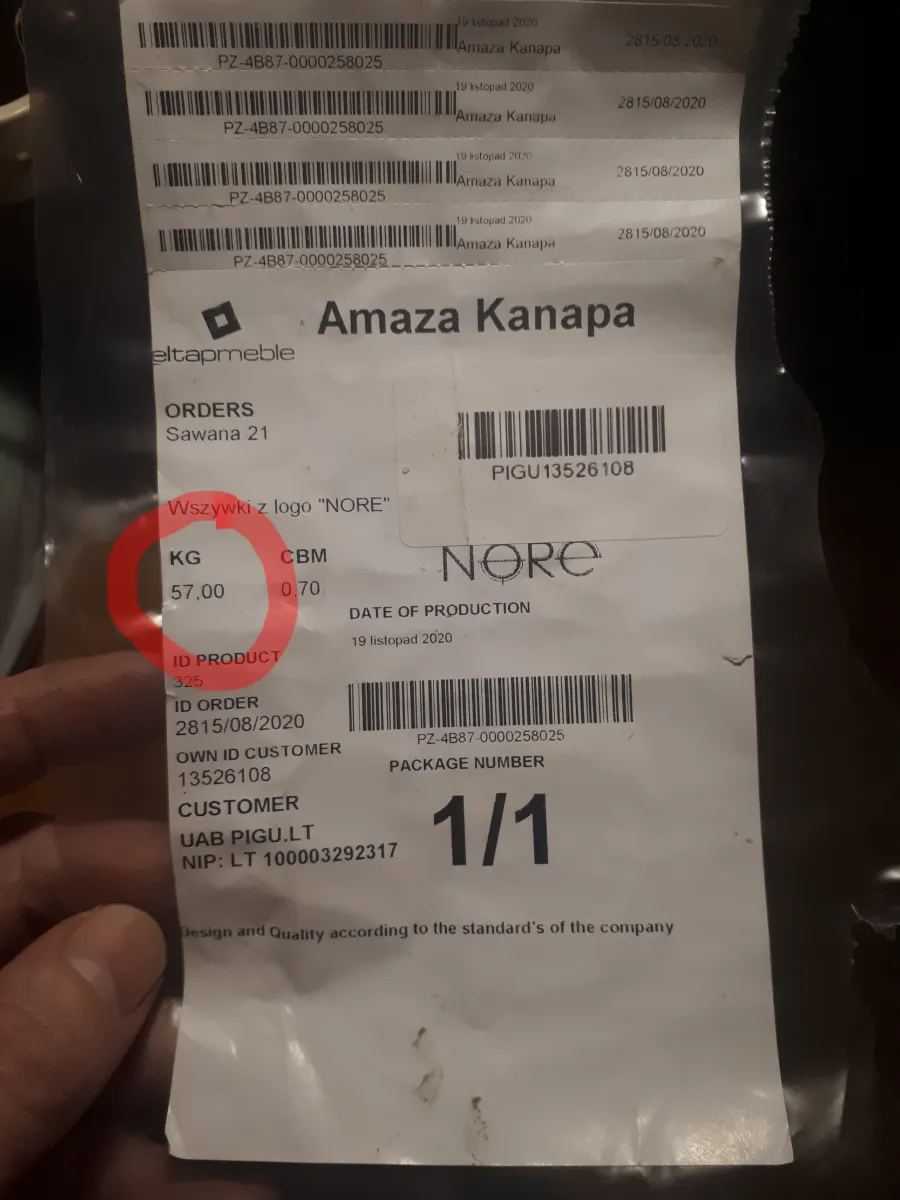 19 listopad 2020
Amaza Kanapa
2815/08/2020
PZ-4B87-0000258025
19 listopad 2020
Amaza Kanapa
2815/08/2020
PZ-4B87-0000258025
19 listopad 2020
Amaza Kanapa
2815/08/2020
PZ-4B87-0000258025
19 listopad 2020
Amaza Kanapa
2815/08/2020
PZ-4B87-0000258025
eltapmeble
Amaza Kanapa
ORDERS
Sawana 21
PIGU13526108
Wszywki z logo "NORE"
NORE
KG CBM
57,00 0,70
DATE OF PRODUCTION
19 listopad 2020
ID PRODUCT
325
ID ORDER
2815/08/2020
PZ-4B87-0000258025
OWN ID CUSTOMER
13526108
PACKAGE NUMBER
1/1
CUSTOMER
UAB PIGU.LT
NIP: LT 100003292317
Design and Quality according to the standard's of the company